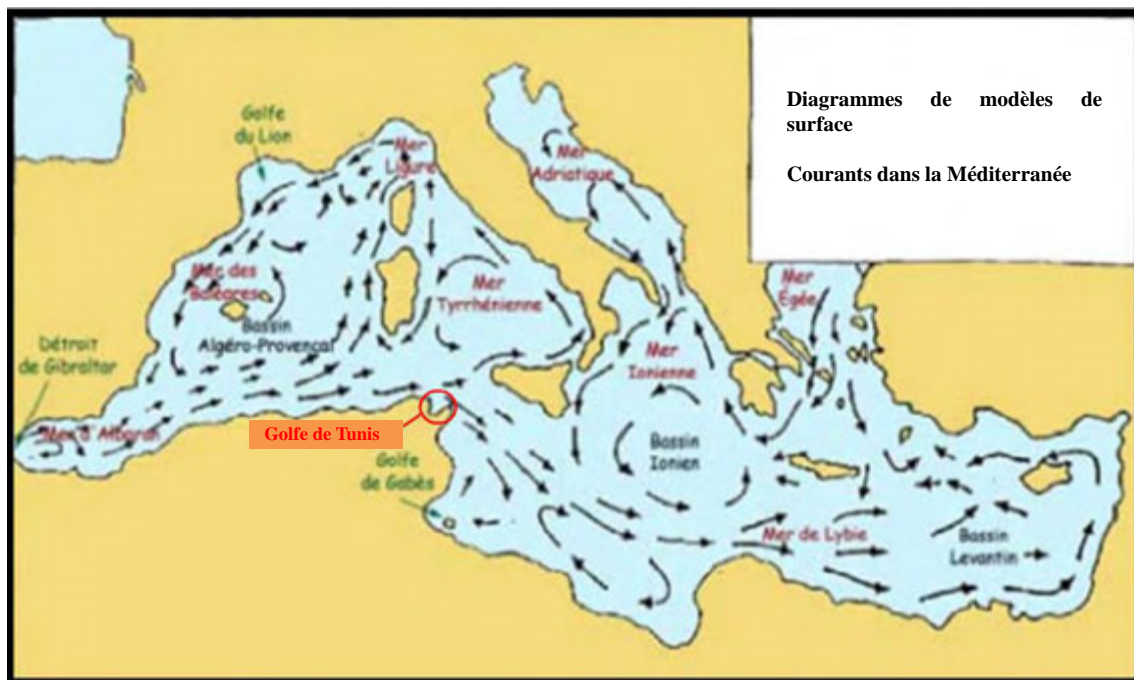 Diagrammes de modèles de
surface
Courants dans la Méditerranée
Golfe
du Lion
Mer
Ligure
Mer
Adriatique
Mer des
Baléares
Bassin
Algéro-Provençal
Mer
Tyrrhénienne
Mer
Égée
Détroit
de Gibraltar
Mer
Ionienne
Mer d'Alboran
Golfe de Tunis
Bassin
Ionien
Golfe
de Gabès
Mer de Lybie
Bassin
Levantin